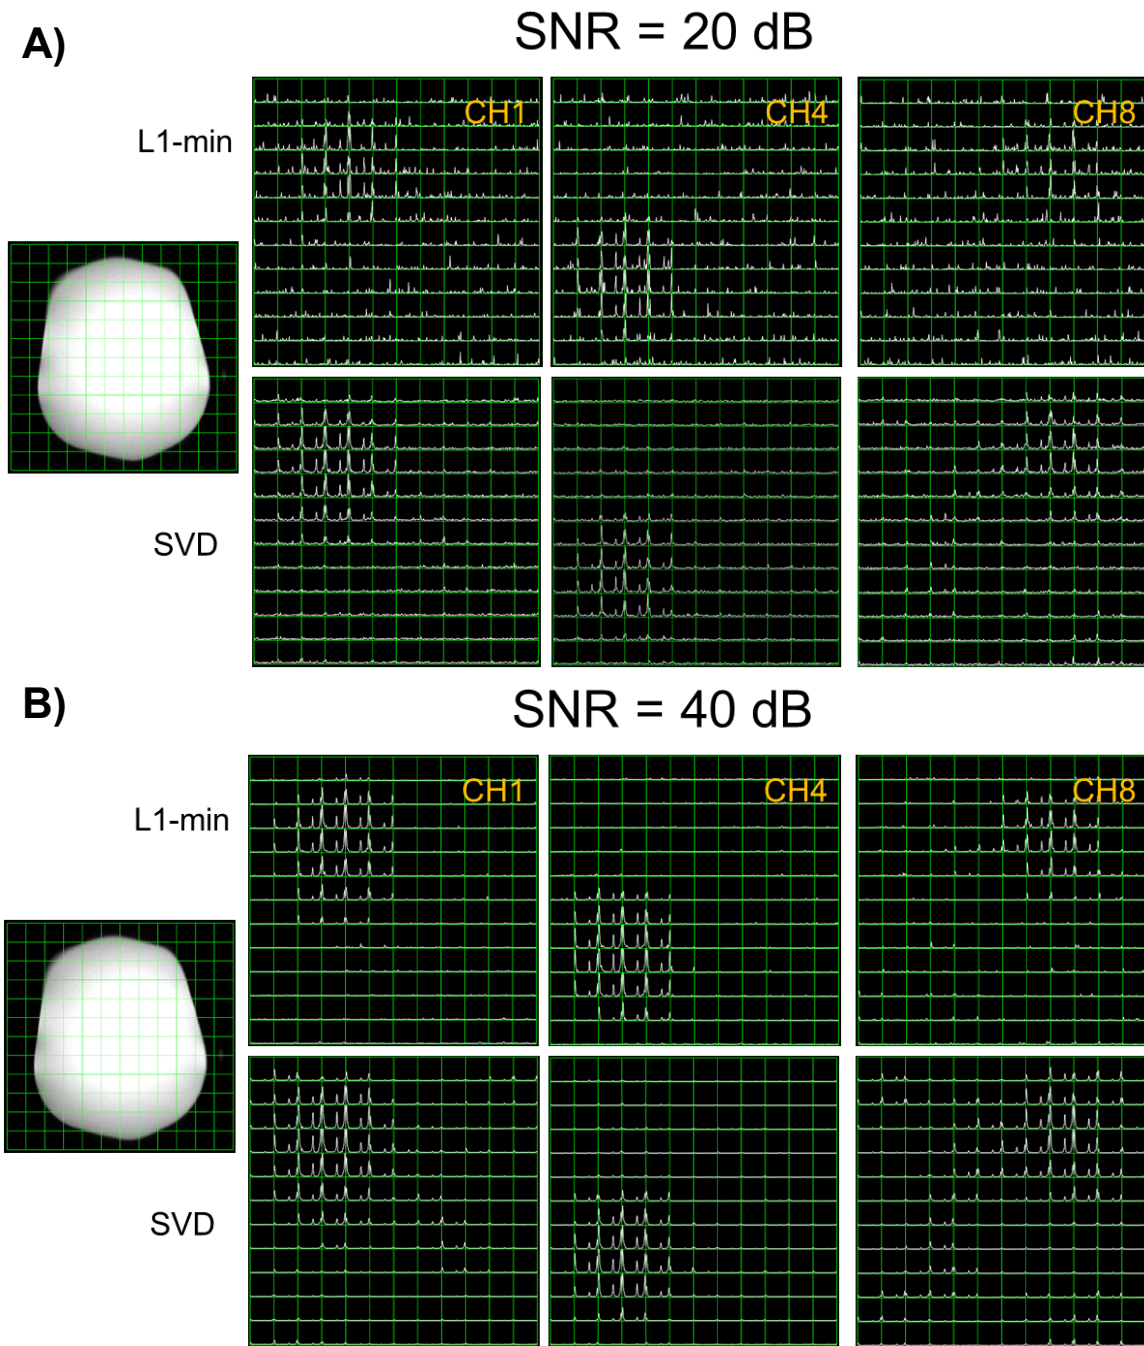 A)
SNR = 20 dB
L1-min
CH1
CH4
CH8
SVD
B)
SNR = 40 dB
L1-min
CH1
CH4
CH8
SVD